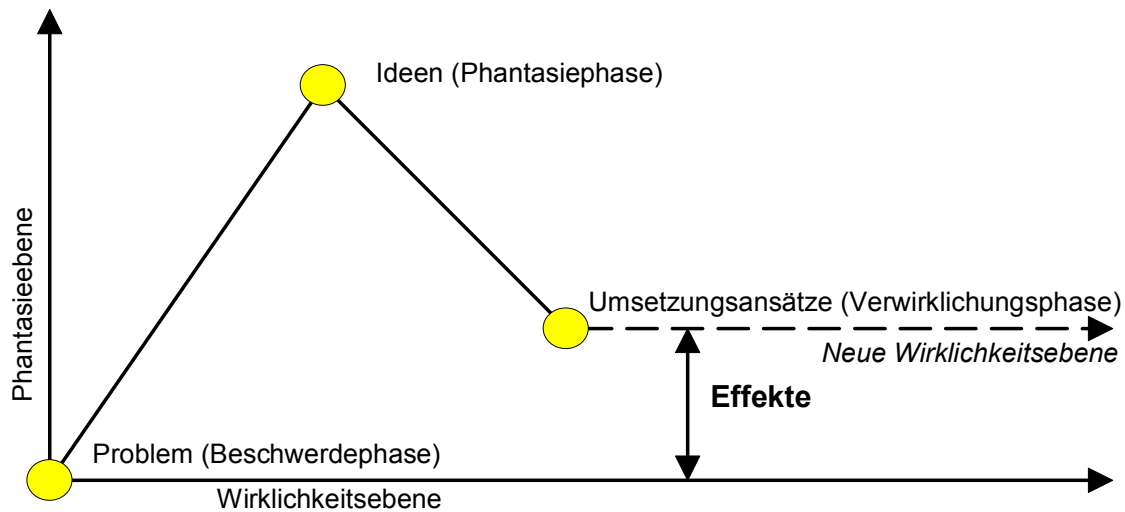 Ideen (Phantasiephase)
Phantasieebene
Umsetzungsansätze (Verwirklichungsphase)
Neue Wirklichkeitsebene
Effekte
Problem (Beschwerdephase)
Wirklichkeitsebene